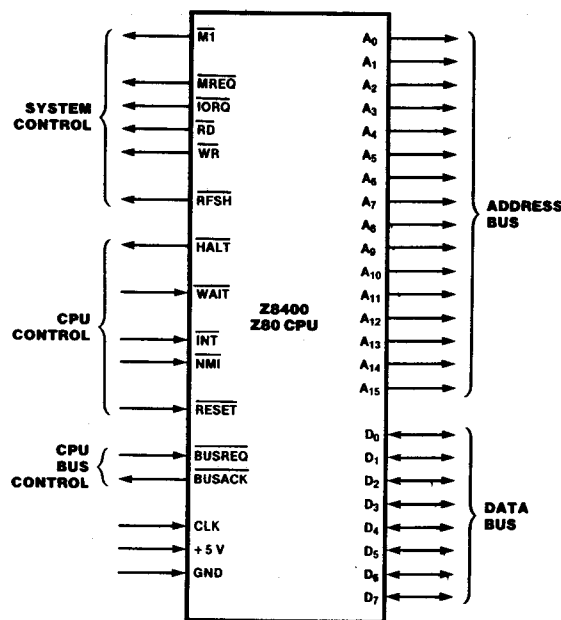 SYSTEM
CONTROL
M1
MREQ
IORQ
RD
WR
RFSH
CPU
CONTROL
HALT
WAIT
INT
NMI
RESET
CPU
BUS
CONTROL
BUSREQ
BUSACK
CLK
+5 V
GND
Z8400
Z80 CPU
A0
A1
A2
A3
A4
A5
A6
A7
A8
A9
A10
A11
A12
A13
A14
A15
ADDRESS
BUS
D0
D1
D2
D3
D4
D5
D6
D7
DATA
BUS